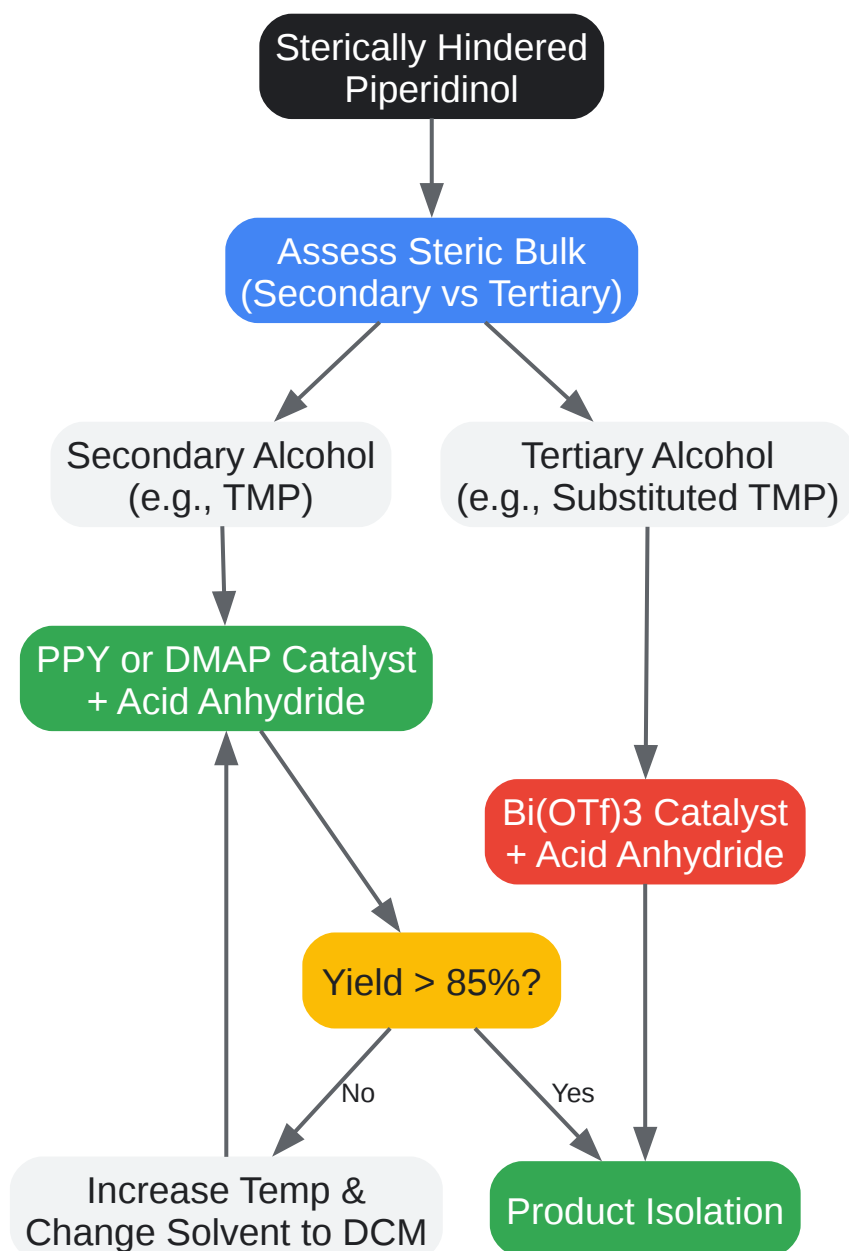 Sterically Hindered
Piperidinol
Assess Steric Bulk
(Secondary vs Tertiary)
Secondary Alcohol
(e.g., TMP)
Tertiary Alcohol
(e.g., Substituted TMP)
PPY or DMAP Catalyst
+ Acid Anhydride
Bi(OTf)3 Catalyst
+ Acid Anhydride
Yield > 85%?
No
Yes
Increase Temp &
Change Solvent to DCM
Product Isolation